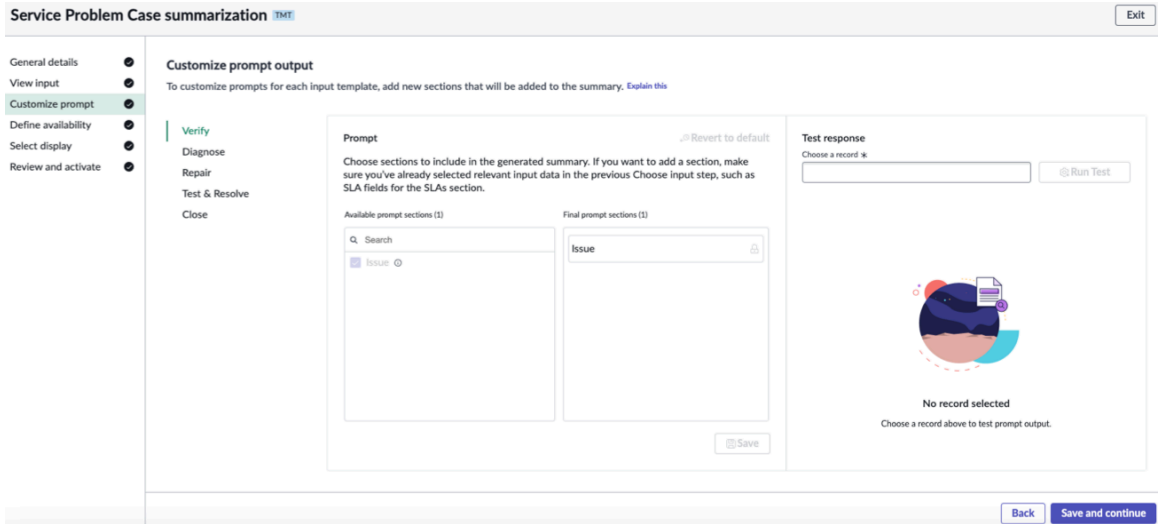 Service Problem Case summarization TMT
Exit
General details
View input
Customize prompt
Define availability
Select display
Review and activate
Customize prompt output
To customize prompts for each input template, add new sections that will be added to the summary. Explain this
Verify
Diagnose
Repair
Test & Resolve
Close
Prompt
Revert to default
Choose sections to include in the generated summary. If you want to add a section, make
sure you've already selected relevant input data in the previous Choose input step, such as
SLA fields for the SLAs section.
Available prompt sections (1)
Search
Issue
Final prompt sections (1)
Issue
Save
Test response
Choose a record *
Run Test
No record selected
Choose a record above to test prompt output.
Back
Save and continue